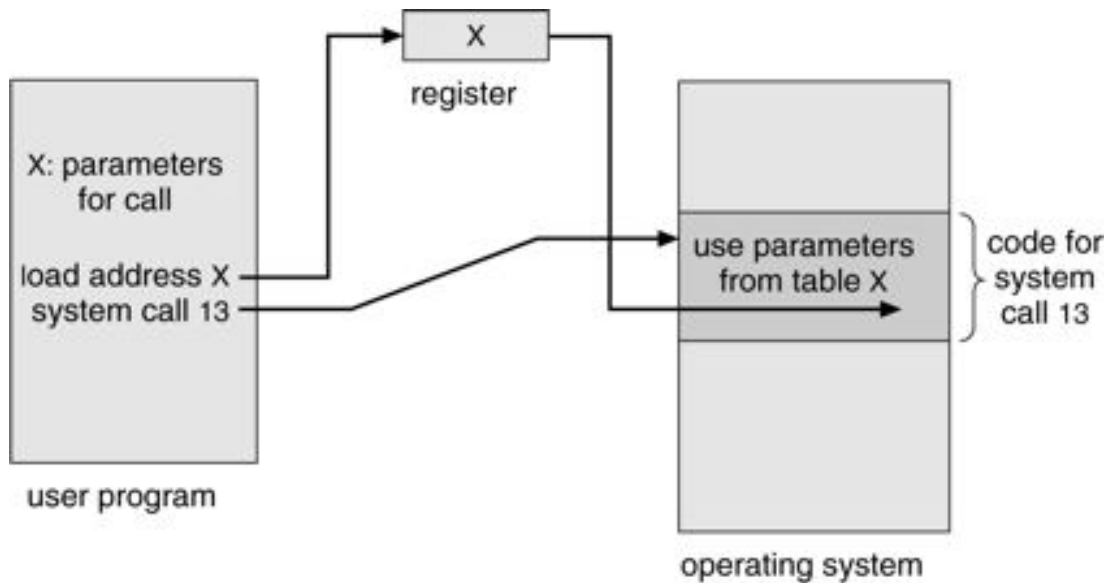 X
register
X: parameters
for call
load address X
system call 13
user program
use parameters
from table X
code for
system
call 13
operating system